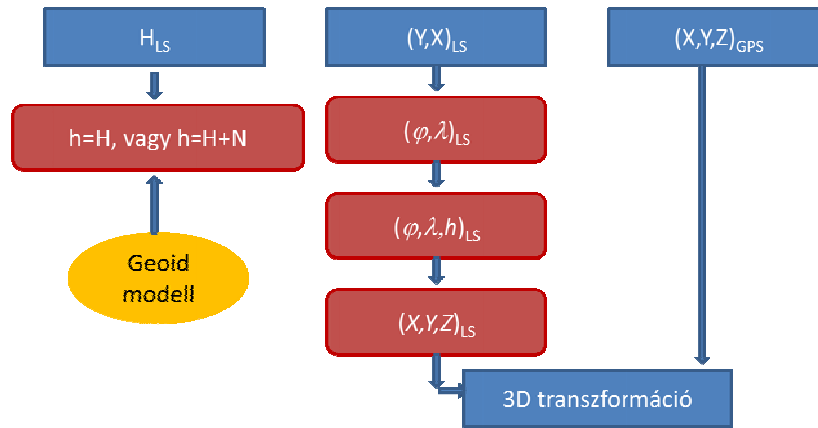 H_LS
(Y,X)_LS
(X,Y,Z)_GPS
h=H, vagy h=H+N
(φ,λ)_LS
(φ,λ,h)_LS
Geoid
modell
(X,Y,Z)_LS
3D transzformáció